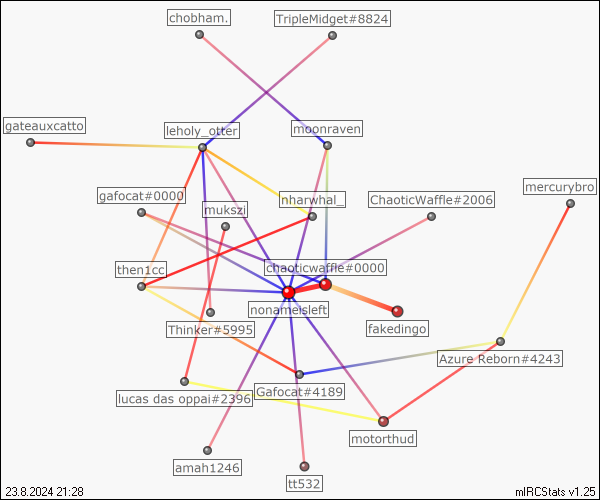 chobham.
TripleMidget#8824
gateauxcatto
leholy_otter
moonraven
mercurybro
gafocat#0000
mukszi
nharwhal_
ChaoticWaffle#2006
then1cc
chaoticwaffle#0000
nonameisleft
Thinker#5995
fakedingo
Azure Reborn#4243
lucas das oppai#2396
Gafocat#4189
motorthud
amah1246
tt532
23.8.2024 21:28
mIRCStats v1.25